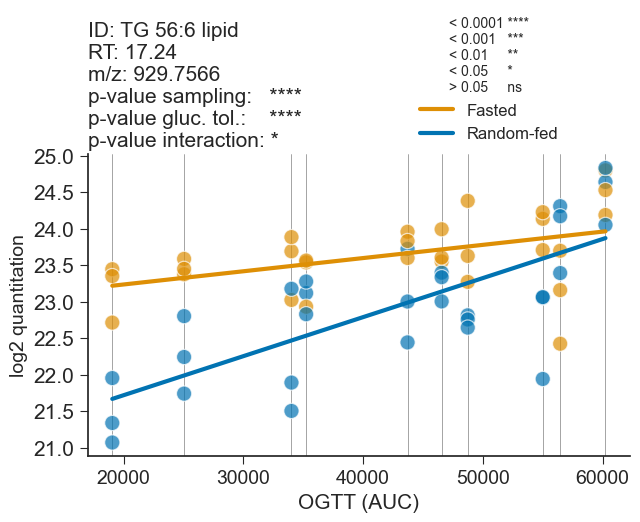 ID: TG 56:6 lipid
RT: 17.24
m/z: 929.7566
p-value sampling: ****
p-value gluc. tol.: ****
p-value interaction: *
< 0.0001 ****
< 0.001 ***
< 0.01 **
< 0.05 *
> 0.05 ns
Fasted
Random-fed
25.0
24.5
24.0
23.5
23.0
22.5
22.0
21.5
21.0
log2 quantitation
20000 30000 40000 50000 60000
OGTT (AUC)